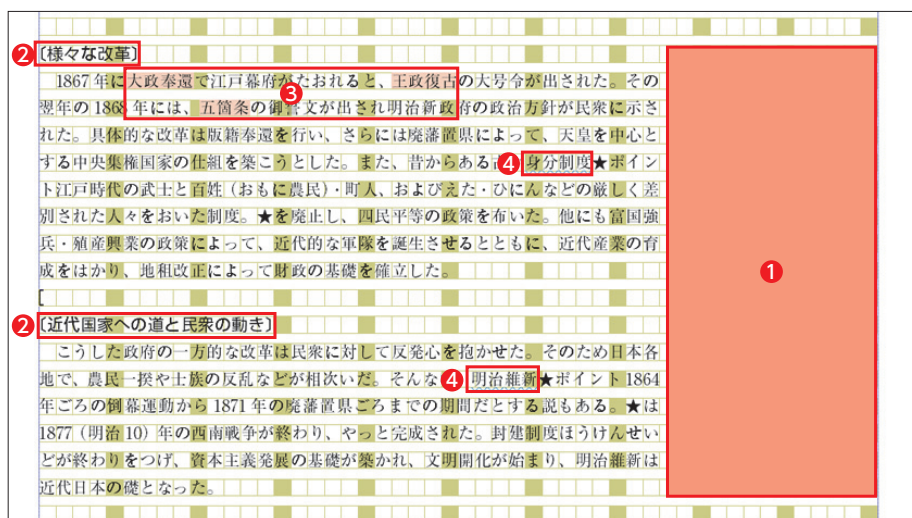 ❷〔様々な改革〕
1867年に大政奉還で江戸幕府がたおれると、王政復古の大号令が出された。その
❸
翌年の1868年には、五箇条の御誓文が出され明治新政府の政治方針が民衆に示さ
れた。具体的な改革は版籍奉還を行い、さらには廃藩置県によって、天皇を中心と
する中央集権国家の仕組を築こうとした。また、昔からある❹身分制度★ポイン
ト江戸時代の武士と百姓（おもに農民）・町人、およびえた・ひにんなどの厳しく差
別された人々をおいた制度。★を廃止し、四民平等の政策を布いた。他にも富国強
兵・殖産興業の政策によって、近代的な軍隊を誕生させるとともに、近代産業の育
成をはかり、地租改正によって財政の基礎を確立した。
❶
〔
❷〔近代国家への道と民衆の動き〕
こうした政府の一方的な改革は民衆に対して反発心を抱かせた。そのため日本各
地で、農民一揆や士族の反乱などが相次いだ。そんな❹明治維新★ポイント1864
年ごろの倒幕運動から1871年の廃藩置県ごろまでの期間だとする説もある。★は
1877（明治10）年の西南戦争が終わり、やっと完成された。封建制度ほうけんせい
どが終わりをつげ、資本主義発展の基礎が築かれ、文明開化が始まり、明治維新は
近代日本の礎となった。